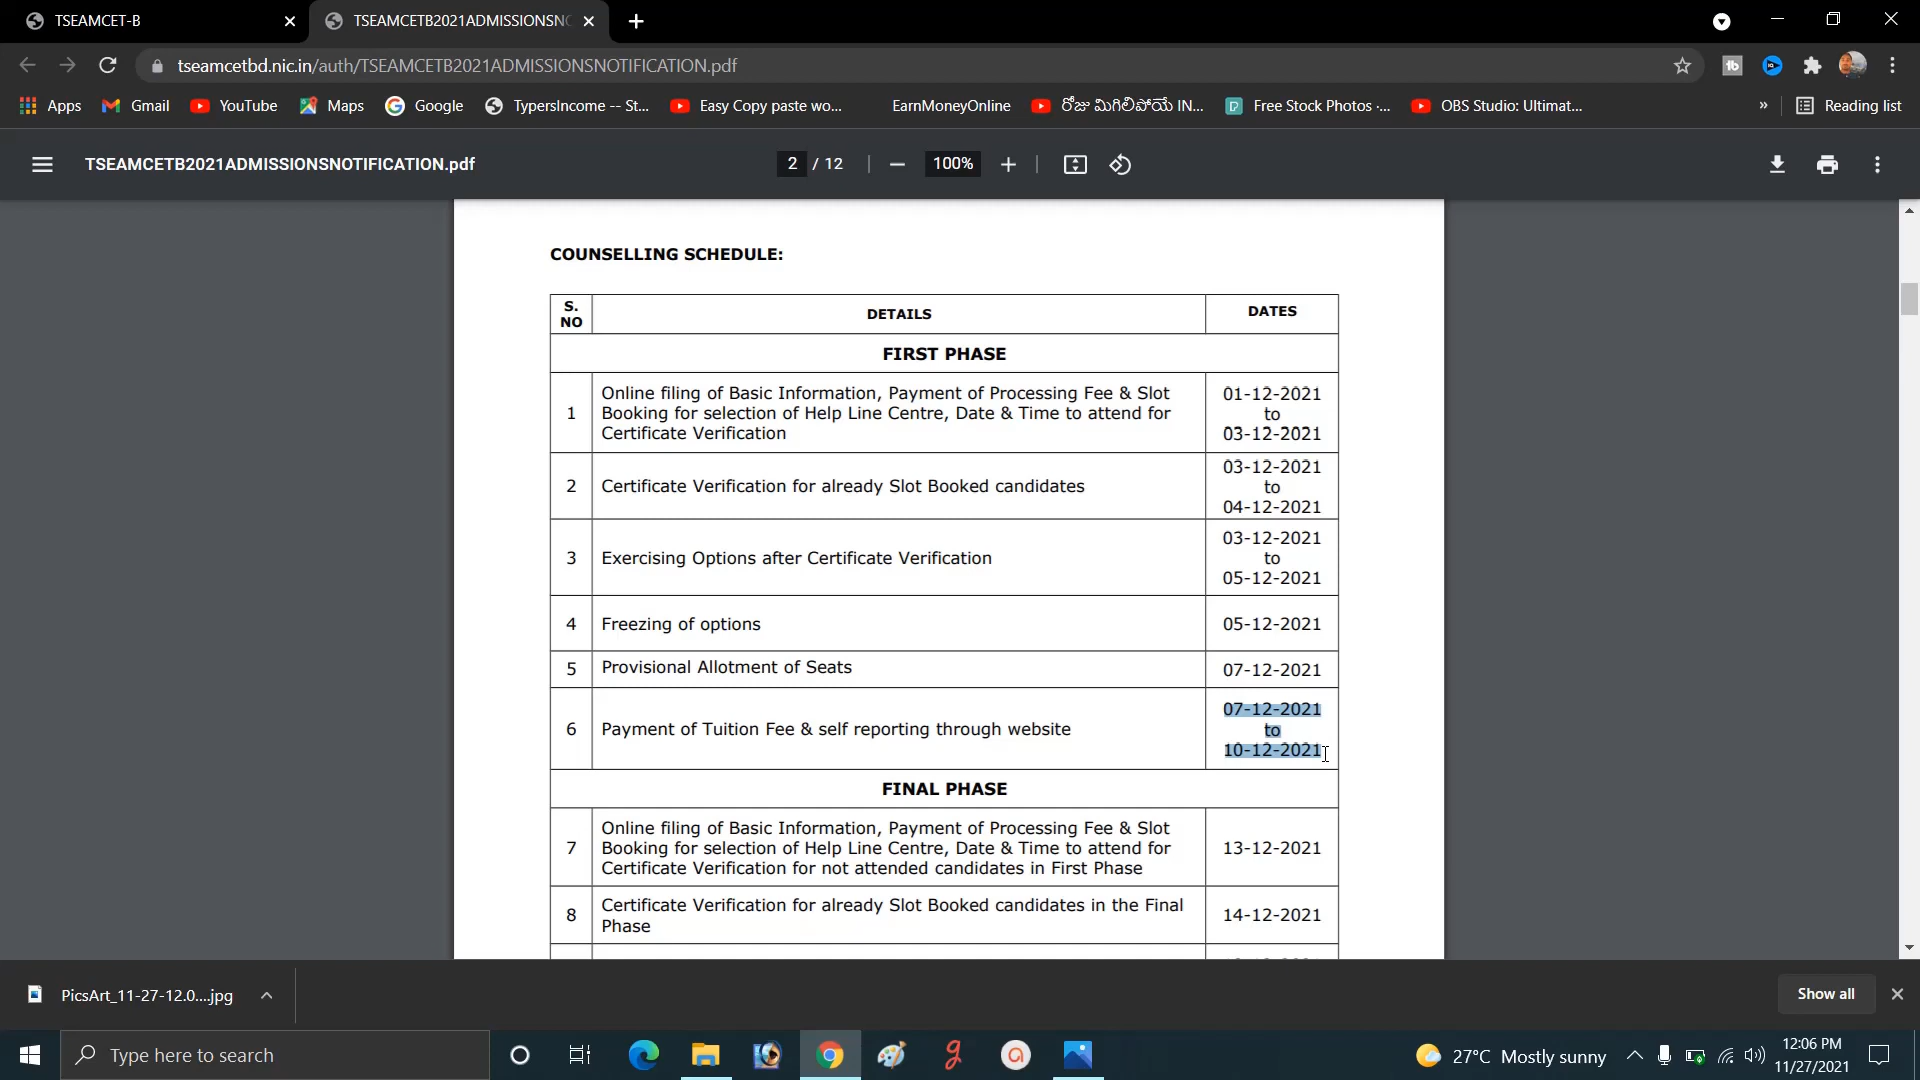 TSEAMCET-B
TSEAMCETB2021ADMISSIONSNO
tseamcetbd.nic.in/auth/TSEAMCETB2021ADMISSIONSNOTIFICATION.pdf
Apps Gmail YouTube Maps Google TypersIncome -- St... Easy Copy paste wo... EarnMoneyOnline రోజు మిగిలిపోయే IN... Free Stock Photos -... OBS Studio: Ultimat... » Reading list
TSEAMCETB2021ADMISSIONSNOTIFICATION.pdf 2 / 12 100%
COUNSELLING SCHEDULE:
S. NO DETAILS DATES
FIRST PHASE
1 Online filing of Basic Information, Payment of Processing Fee & Slot 01-12-2021
Booking for selection of Help Line Centre, Date & Time to attend for to
Certificate Verification 03-12-2021
03-12-2021
2 Certificate Verification for already Slot Booked candidates to
04-12-2021
03-12-2021
3 Exercising Options after Certificate Verification to
05-12-2021
4 Freezing of options 05-12-2021
5 Provisional Allotment of Seats 07-12-2021
07-12-2021
6 Payment of Tuition Fee & self reporting through website to
10-12-2021
FINAL PHASE
Online filing of Basic Information, Payment of Processing Fee & Slot
7 Booking for selection of Help Line Centre, Date & Time to attend for 13-12-2021
Certificate Verification for not attended candidates in First Phase
8 Certificate Verification for already Slot Booked candidates in the Final 14-12-2021
Phase
PicsArt_11-27-12.0....jpg Show all
Type here to search 27°C Mostly sunny 12:06 PM
11/27/2021